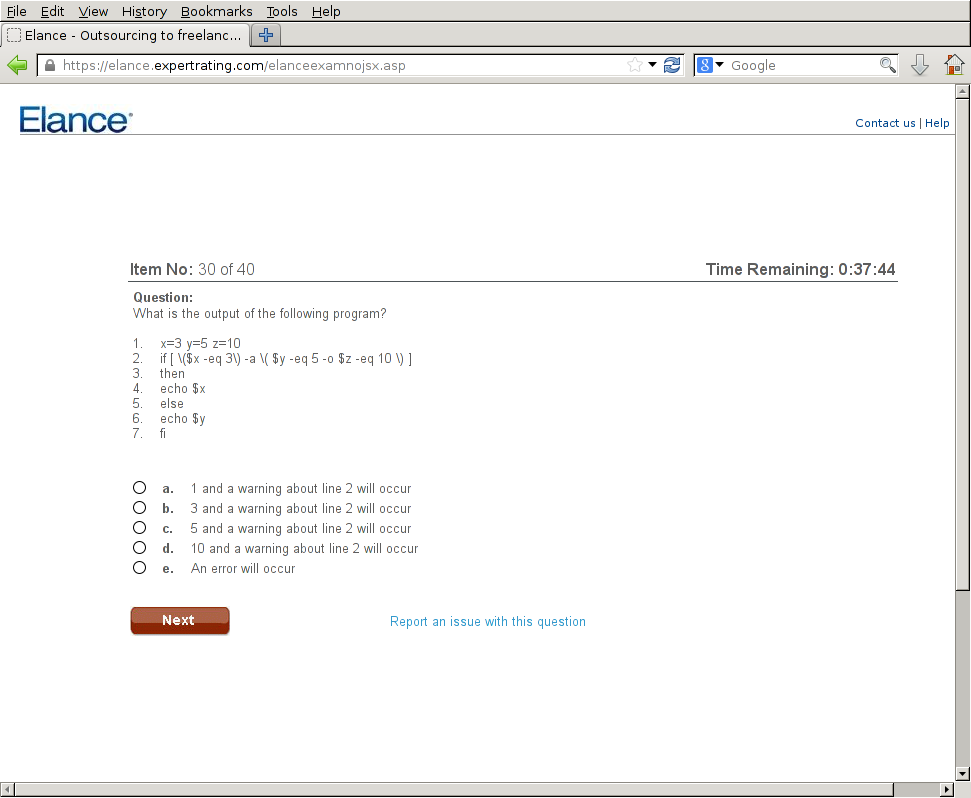 File Edit View History Bookmarks Tools Help
Elance - Outsourcing to freelanc...
https://elance.expertrating.com/elanceexamnojsx.asp
8 Google
Elance
Contact us | Help
Item No: 30 of 40 Time Remaining: 0:37:44
Question:
What is the output of the following program?
1. x=3 y=5 z=10
2. if [ \($x -eq 3\) -a \( $y -eq 5 -o $z -eq 10 \) ]
3. then
4. echo $x
5. else
6. echo $y
7. fi
a. 1 and a warning about line 2 will occur
b. 3 and a warning about line 2 will occur
c. 5 and a warning about line 2 will occur
d. 10 and a warning about line 2 will occur
e. An error will occur
Next Report an issue with this question